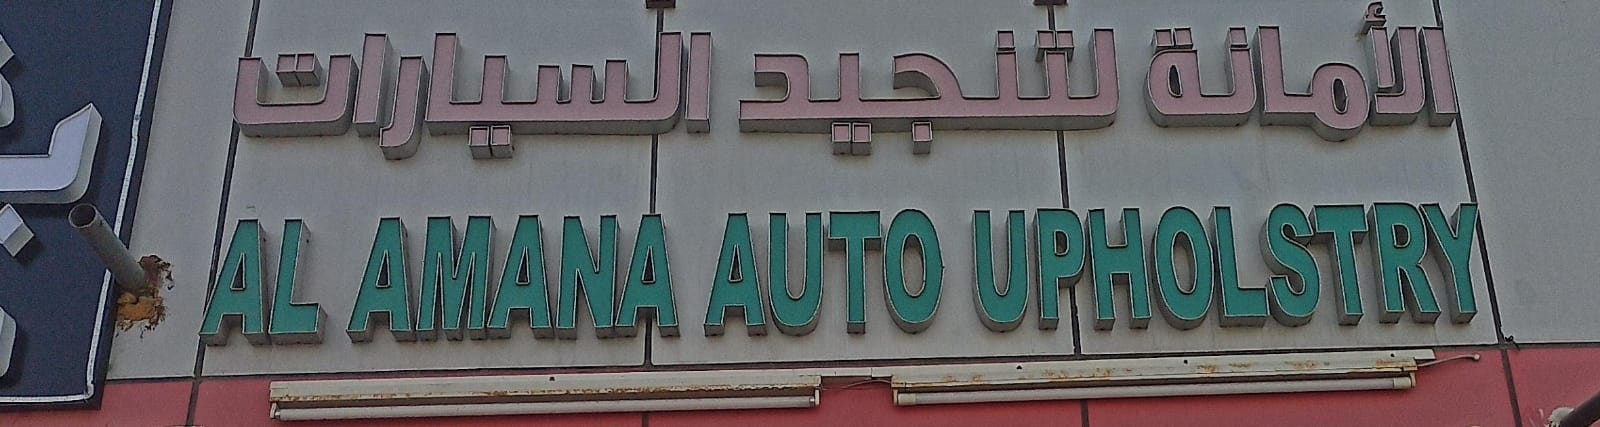 الأمانة لتنجيد السيارات
AL AMANA AUTO UPHOLSTRY